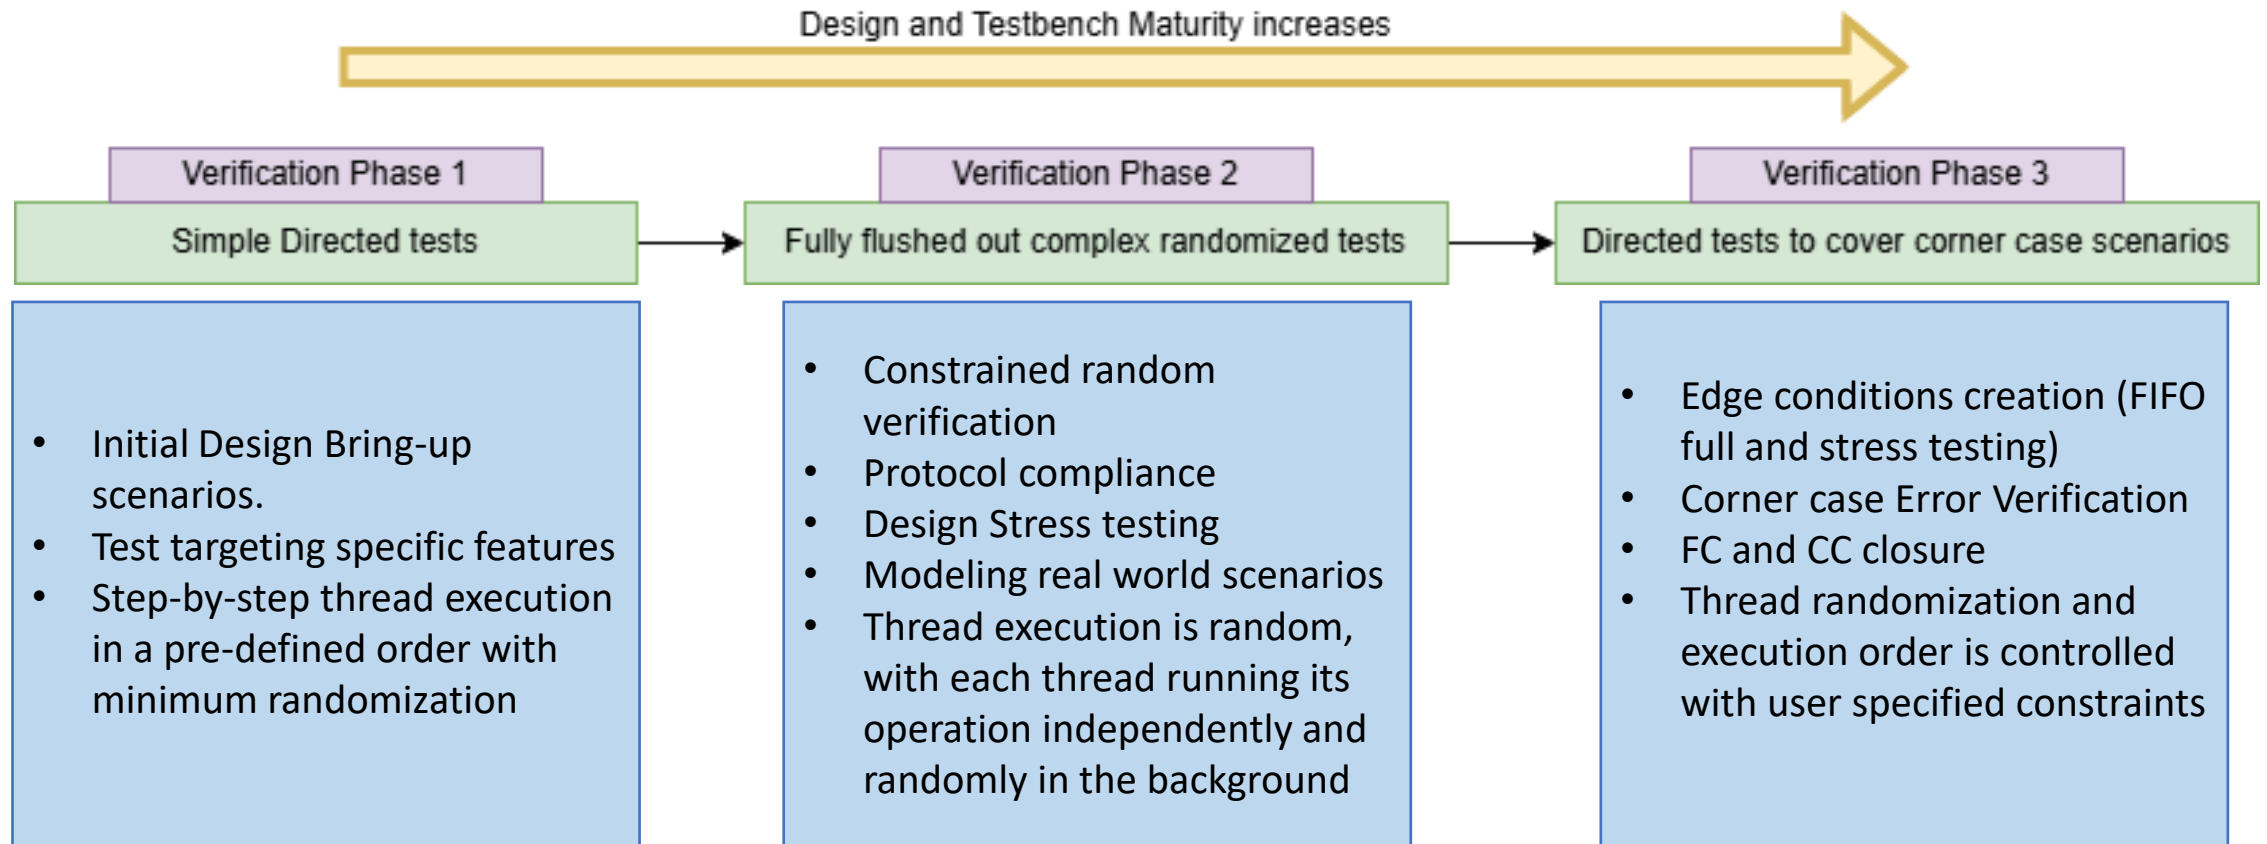 Design and Testbench Maturity increases
Verification Phase 1
Simple Directed tests
• Initial Design Bring-up
scenarios.
• Test targeting specific features
• Step-by-step thread execution
in a pre-defined order with
minimum randomization
Verification Phase 2
Fully flushed out complex randomized tests
• Constrained random
verification
• Protocol compliance
• Design Stress testing
• Modeling real world scenarios
• Thread execution is random,
with each thread running its
operation independently and
randomly in the background
Verification Phase 3
Directed tests to cover corner case scenarios
• Edge conditions creation (FIFO
full and stress testing)
• Corner case Error Verification
• FC and CC closure
• Thread randomization and
execution order is controlled
with user specified constraints